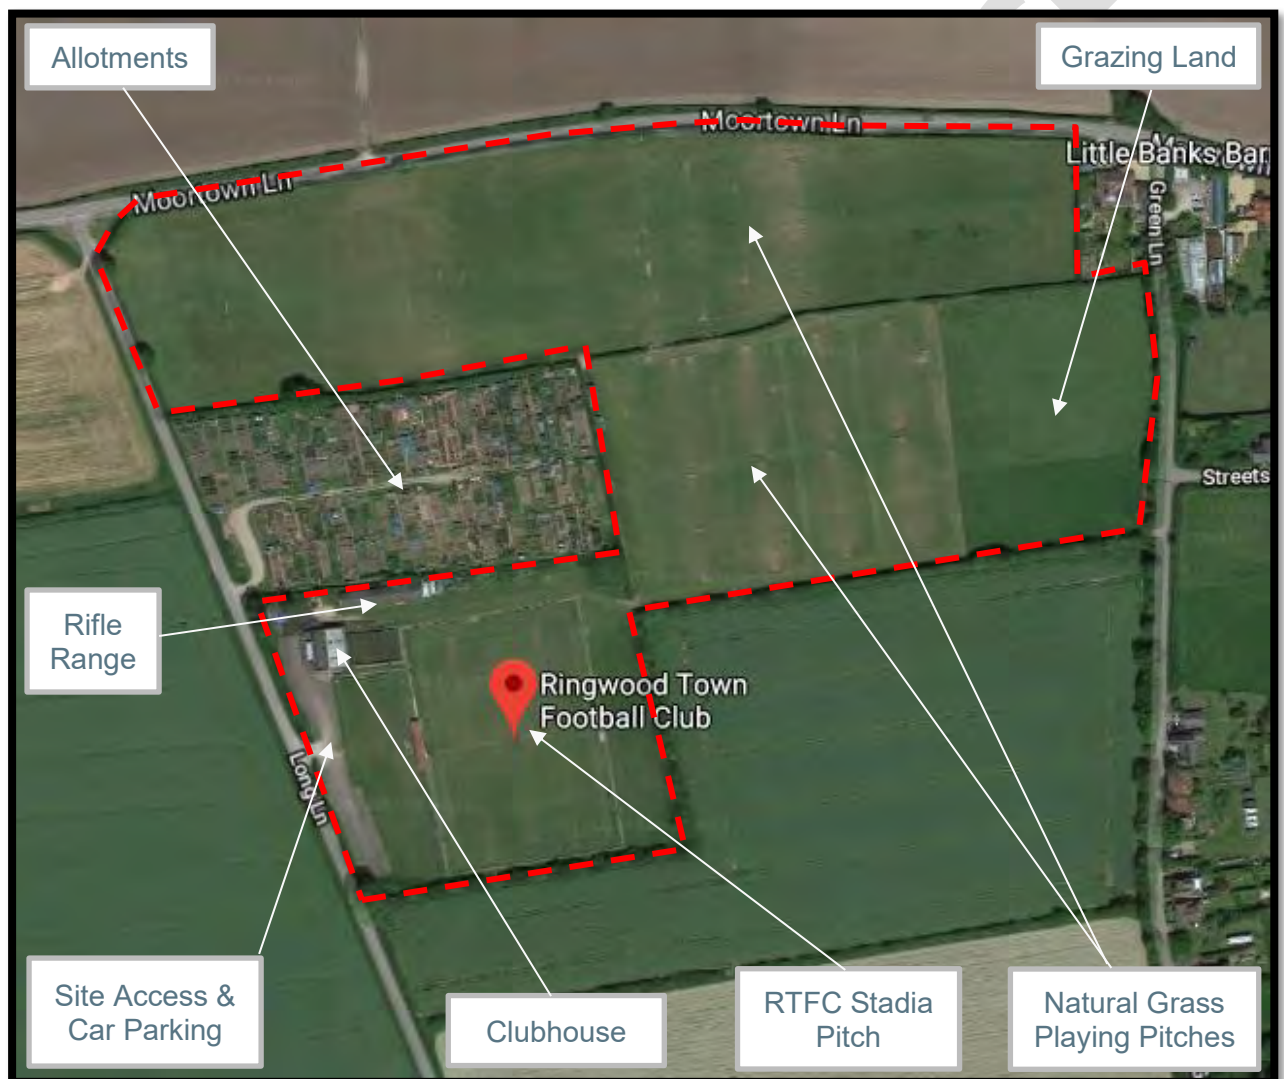 Allotments
Grazing Land
Moortown Ln
Little Banks Bar
Moortown Ln
Green Ln
Streets
Rifle
Range
Ringwood Town
Football Club
Long Ln
Site Access &
Car Parking
Clubhouse
RTFC Stadia
Pitch
Natural Grass
Playing Pitches